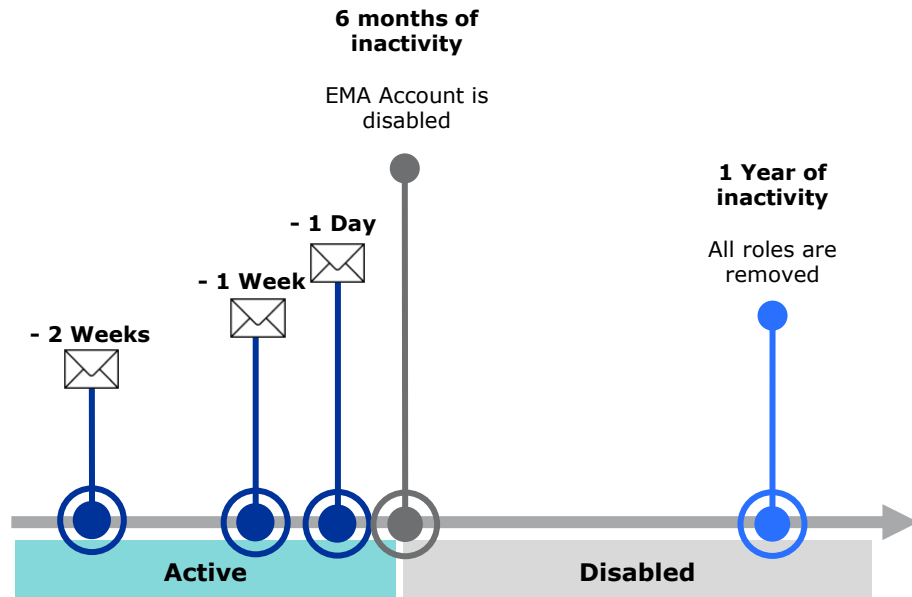 6 months of
inactivity
EMA Account is
disabled
1 Year of
inactivity
All roles are
removed
- 1 Day
- 1 Week
- 2 Weeks
Active
Disabled